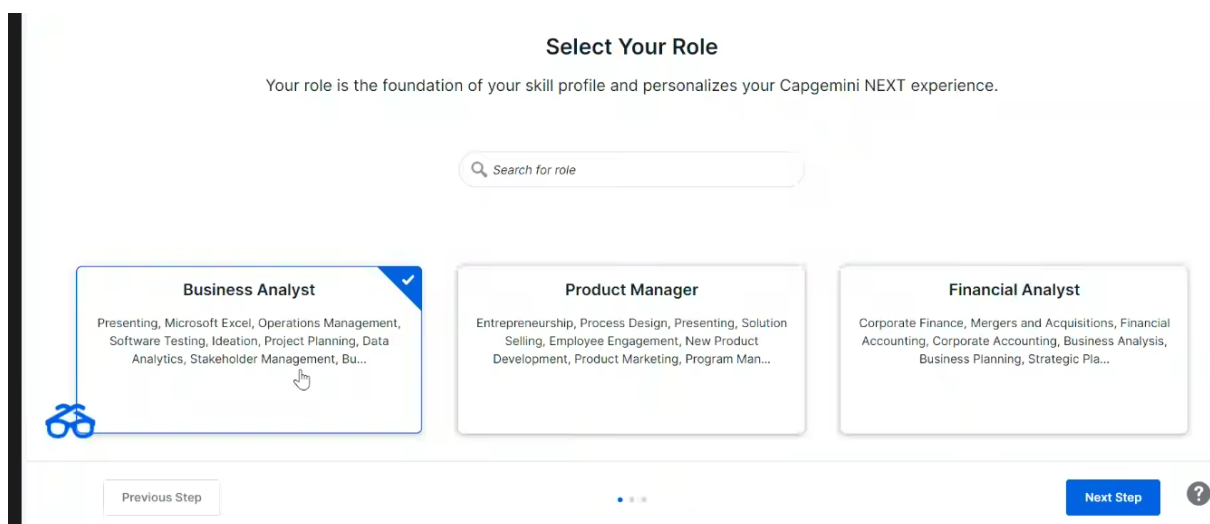 Select Your Role
Your role is the foundation of your skill profile and personalizes your Capgemini NEXT experience.
Search for role
Business Analyst
Presenting, Microsoft Excel, Operations Management,
Software Testing, Ideation, Project Planning, Data
Analytics, Stakeholder Management, Bu...
Product Manager
Entrepreneurship, Process Design, Presenting, Solution
Selling, Employee Engagement, New Product
Development, Product Marketing, Program Man...
Financial Analyst
Corporate Finance, Mergers and Acquisitions, Financial
Accounting, Corporate Accounting, Business Analysis,
Business Planning, Strategic Pla...
Previous Step
Next Step
?